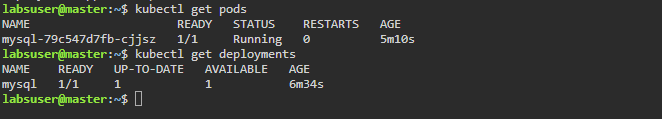 labsuser@master:~$ kubectl get pods
NAME                     READY   STATUS    RESTARTS   AGE
mysql-79c547d7fb-cjjsz   1/1     Running   0          5m10s
labsuser@master:~$ kubectl get deployments
NAME    READY   UP-TO-DATE   AVAILABLE   AGE
mysql   1/1     1            1           6m34s
labsuser@master:~$